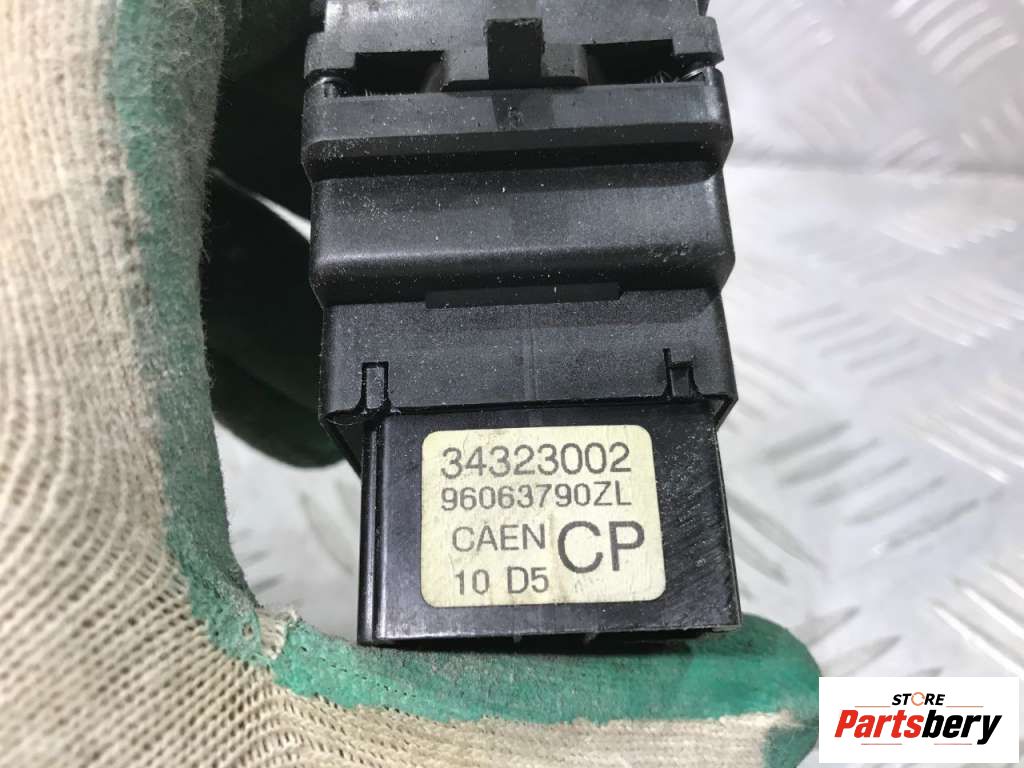 34323002
96063790ZL
CAEN CP
10 D5
STORE
Partsbery